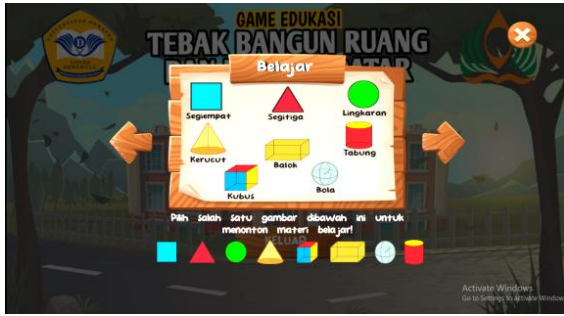 GAME EDUKASI
TEBAK BANGUN RUANG
Belajar
Segiempat
Segitiga
Lingkaran
Kerucut
Balok
Tabung
Kubus
Bola
Pilih salah satu gambar dibawah ini untuk
menonton materi belajar!
KELUAR
Activate Windows
Go to Settings to activate Window